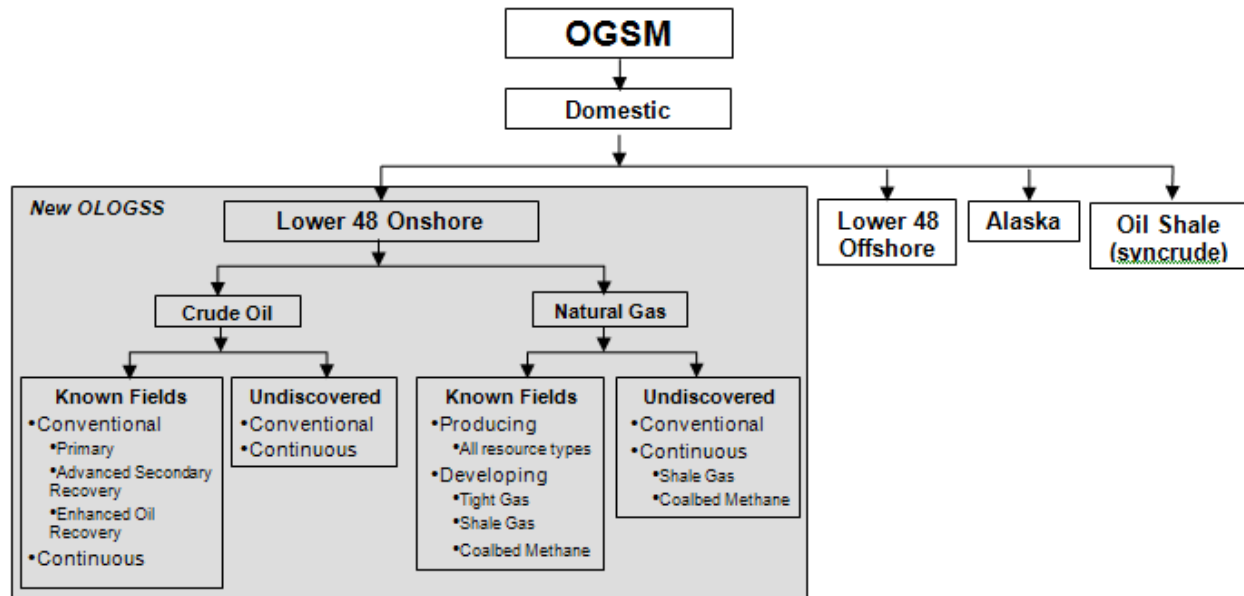 OGSM
Domestic
New OLOGSS
Lower 48 Onshore
Lower 48
Offshore
Alaska
Oil Shale
(syncrude)
Crude Oil
Natural Gas
Known Fields
•Conventional
•Primary
•Advanced Secondary
Recovery
•Enhanced Oil
Recovery
•Continuous
Undiscovered
•Conventional
•Continuous
Known Fields
•Producing
•All resource types
•Developing
•Tight Gas
•Shale Gas
•Coalbed Methane
Undiscovered
•Conventional
•Continuous
•Shale Gas
•Coalbed Methane